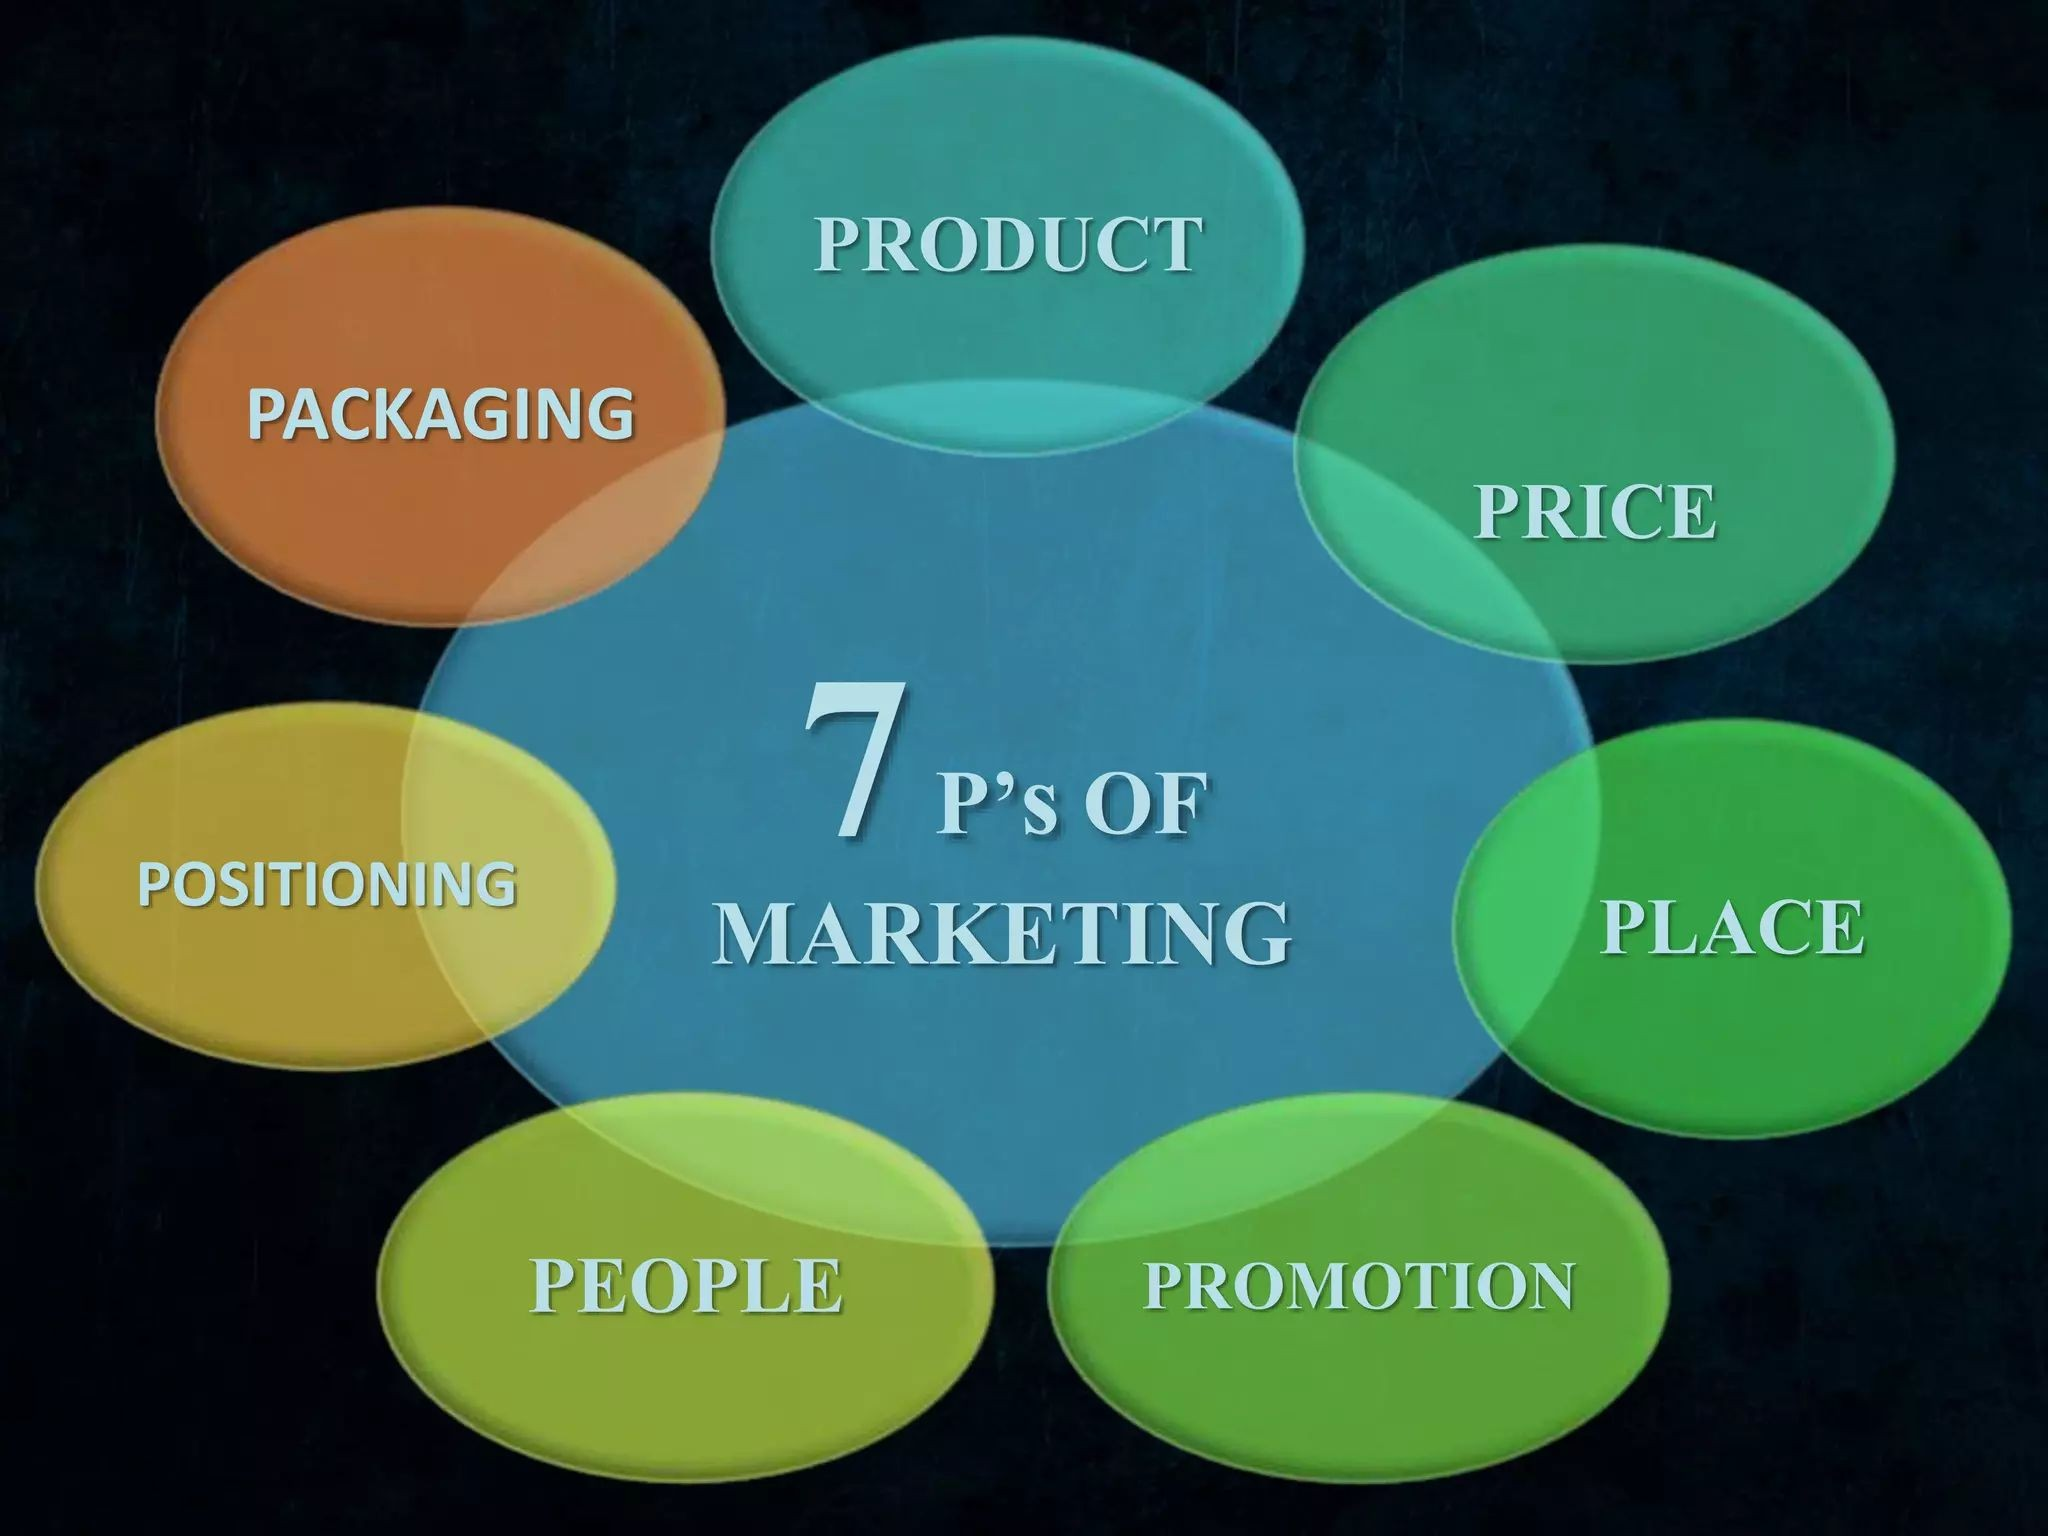 PRODUCT
PRICE
PLACE
PROMOTION
PEOPLE
POSITIONING
PACKAGING
7 P’s OF
MARKETING